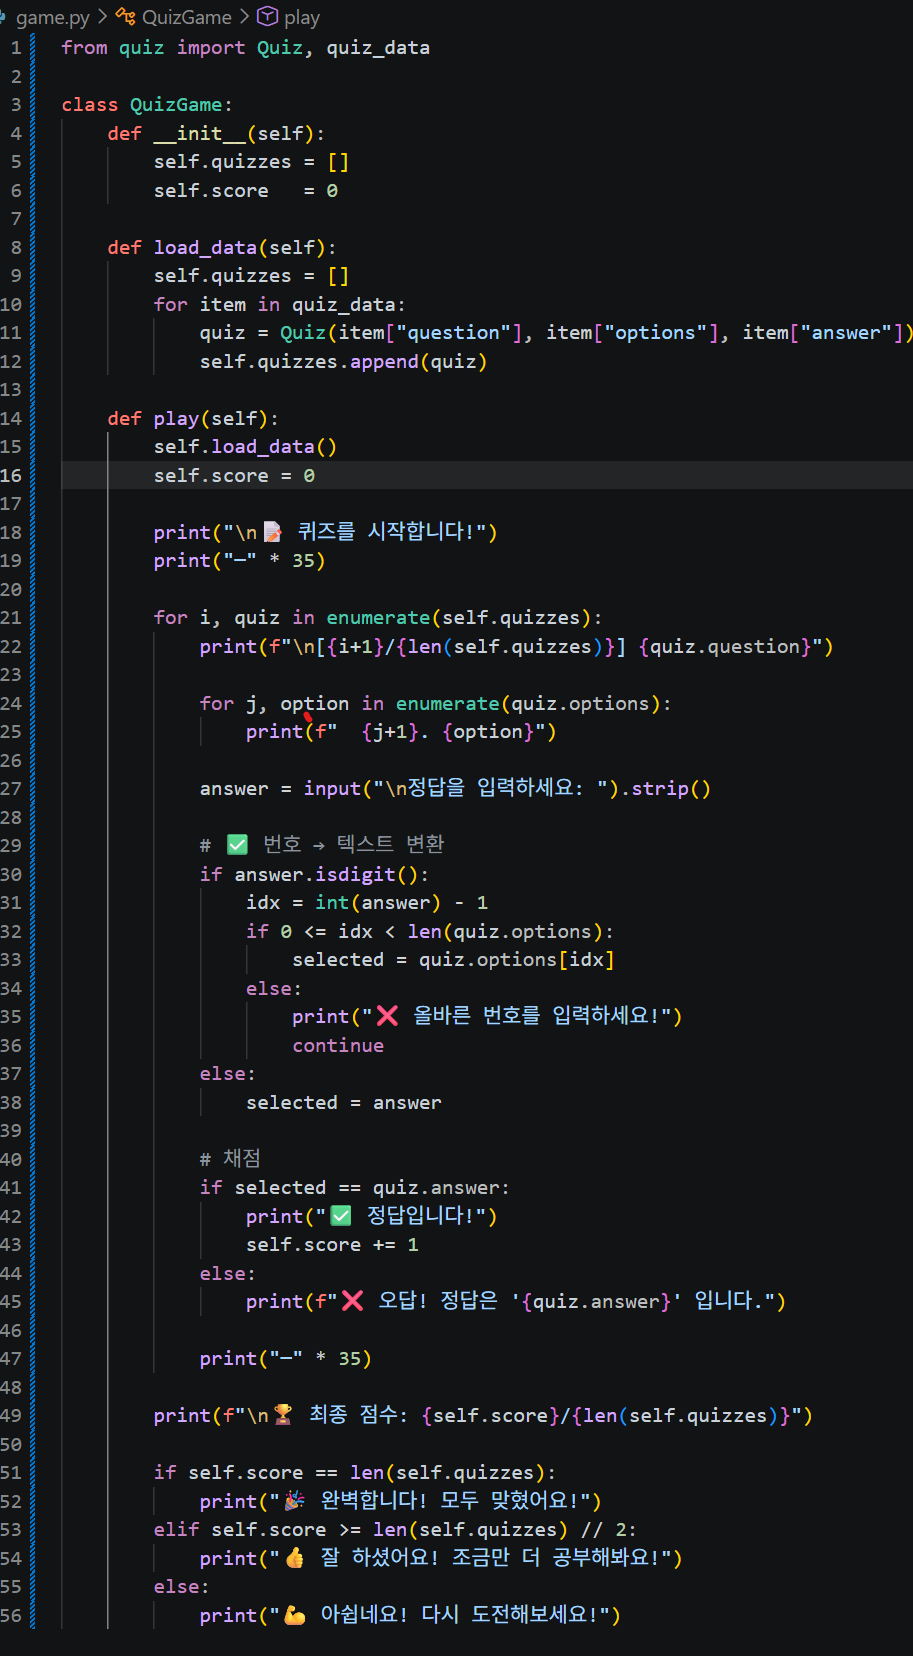 game.py > QuizGame > play
1 from quiz import Quiz, quiz_data
2
3 class QuizGame:
4     def __init__(self):
5         self.quizzes = []
6         self.score   = 0
7
8     def load_data(self):
9         self.quizzes = []
10         for item in quiz_data:
11             quiz = Quiz(item["question"], item["options"], item["answer"])
12             self.quizzes.append(quiz)
13
14     def play(self):
15         self.load_data()
16         self.score = 0
17
18         print("\n📝 퀴즈를 시작합니다!")
19         print("─" * 35)
20
21         for i, quiz in enumerate(self.quizzes):
22             print(f"\n[{i+1}/{len(self.quizzes)}] {quiz.question}")
23
24             for j, option in enumerate(quiz.options):
25                 print(f"  {j+1}. {option}")
26
27             answer = input("\n정답을 입력하세요: ").strip()
28
29             # ✅ 번호 → 텍스트 변환
30             if answer.isdigit():
31                 idx = int(answer) - 1
32                 if 0 <= idx < len(quiz.options):
33                     selected = quiz.options[idx]
34                 else:
35                     print("❌ 올바른 번호를 입력하세요!")
36                     continue
37             else:
38                 selected = answer
39
40             # 채점
41             if selected == quiz.answer:
42                 print("✅ 정답입니다!")
43                 self.score += 1
44             else:
45                 print(f"❌ 오답! 정답은 '{quiz.answer}' 입니다.")
46
47             print("─" * 35)
48
49         print(f"\n🏆 최종 점수: {self.score}/{len(self.quizzes)}")
50
51         if self.score == len(self.quizzes):
52             print("🎉 완벽합니다! 모두 맞혔어요!")
53         elif self.score >= len(self.quizzes) // 2:
54             print("👍 잘 하셨어요! 조금만 더 공부해봐요!")
55         else:
56             print("💪 아쉽네요! 다시 도전해보세요!")